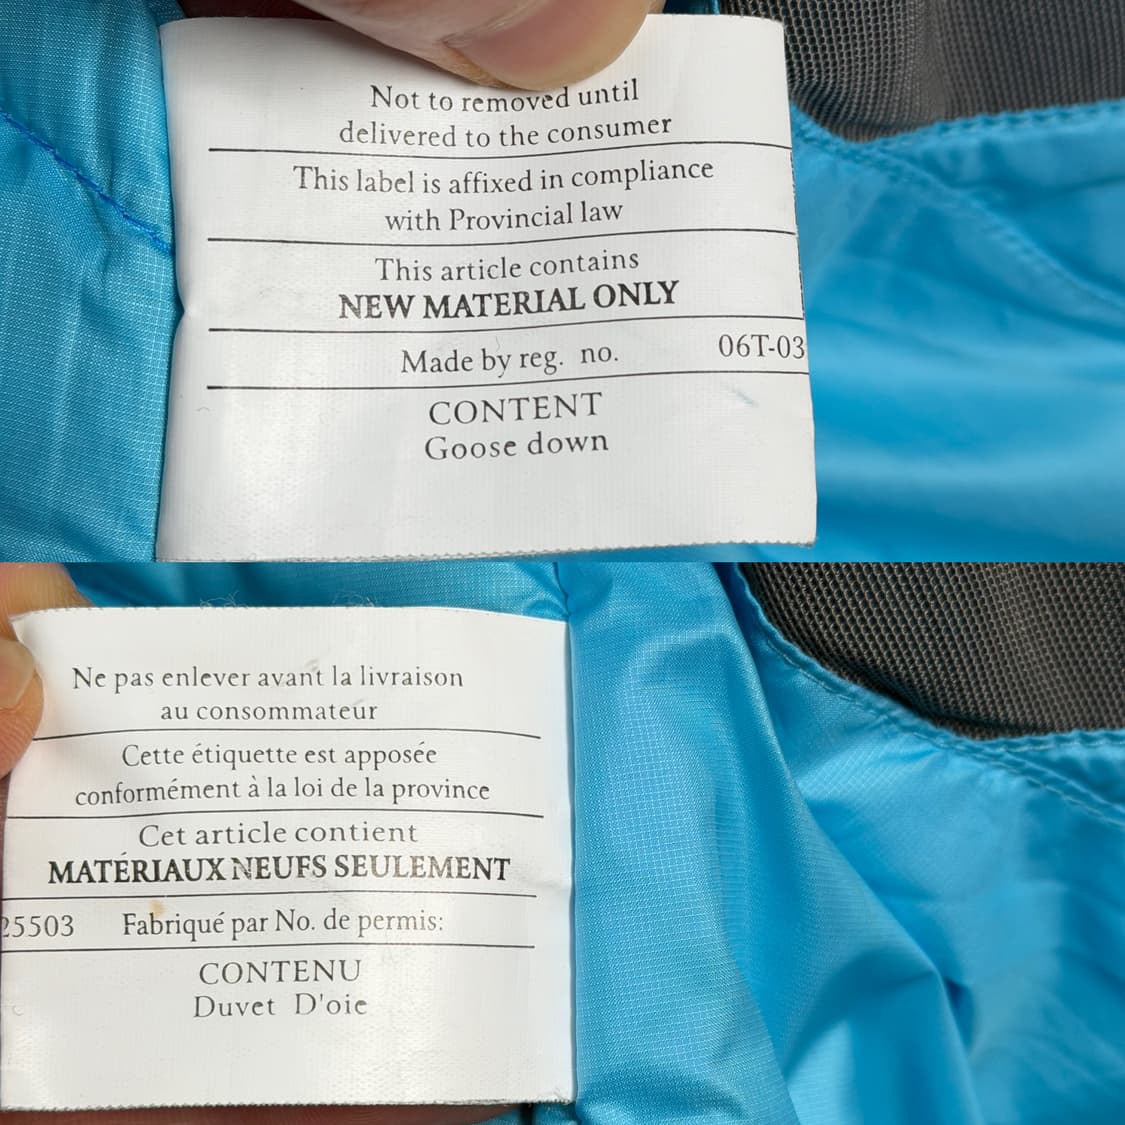 Not to removed until
delivered to the consumer
This label is affixed in compliance
with Provincial law
This article contains
NEW MATERIAL ONLY
Made by reg. no. 06T-03
CONTENT
Goose down
Ne pas enlever avant la livraison
au consommateur
Cette étiquette est apposée
conformément à la loi de la province
Cet article contient
MATÉRIAUX NEUFS SEULEMENT
25503 Fabriqué par No. de permis:
CONTENU
Duvet D'oie